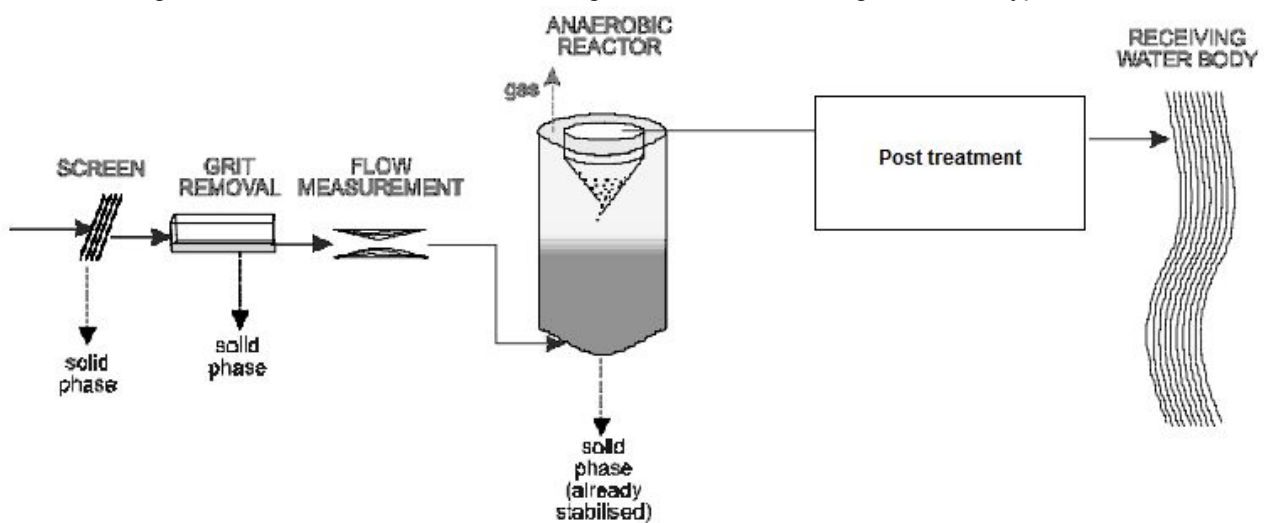 ANAEROBIC
REACTOR
RECEIVING
WATER BODY
gas
Post treatment
SCREEN
GRIT
REMOVAL
FLOW
MEASUREMENT
solid
phase
solid
phase
solid
phase
(already
stabilised)